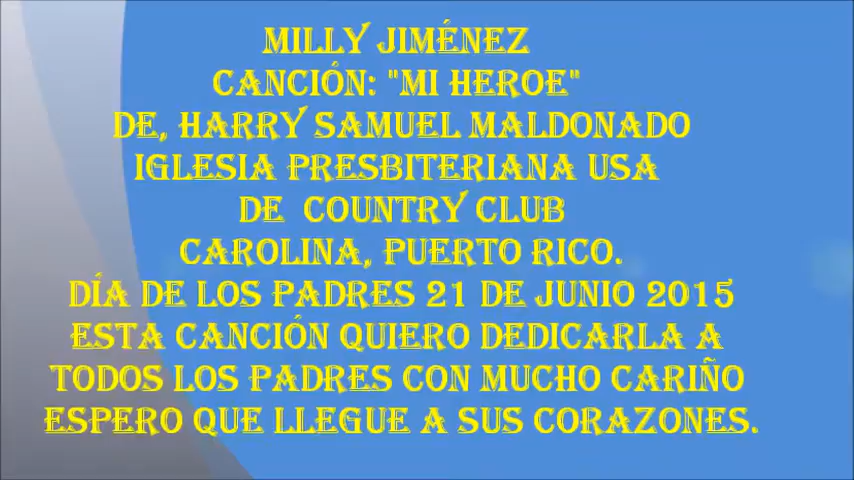 MILLY JIMÉNEZ
CANCIÓN: "MI HEROE"
DE, HARRY SAMUEL MALDONADO
IGLESIA PRESBITERIANA USA
DE COUNTRY CLUB
CAROLINA, PUERTO RICO.
DÍA DE LOS PADRES 21 DE JUNIO 2015
ESTA CANCIÓN QUIERO DEDICARLA A
TODOS LOS PADRES CON MUCHO CARIÑO
ESPERO QUE LLEGUE A SUS CORAZONES.